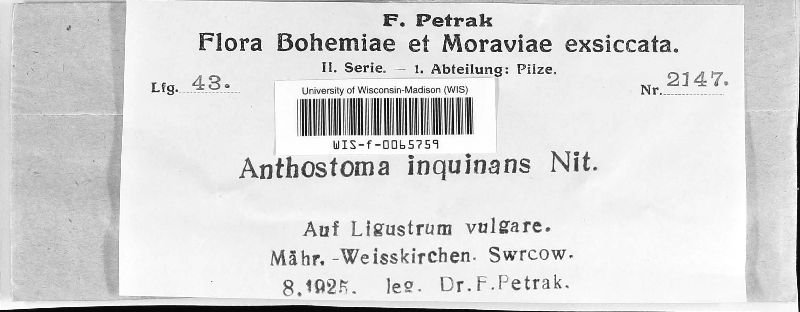 F. Petrak
Flora Bohemiae et Moraviae exsiccata.
II. Serie. — 1. Abteilung: Pilze.
Lfg. 43.
Nr. 2147.
University of Wisconsin-Madison (WIS)
WIS-f-0065759
Anthostoma inquinans Nit.
Auf Ligustrum vulgare.
Mähr. -Weisskirchen. Swrcow.
8.1925. leg. Dr.F.Petrak.